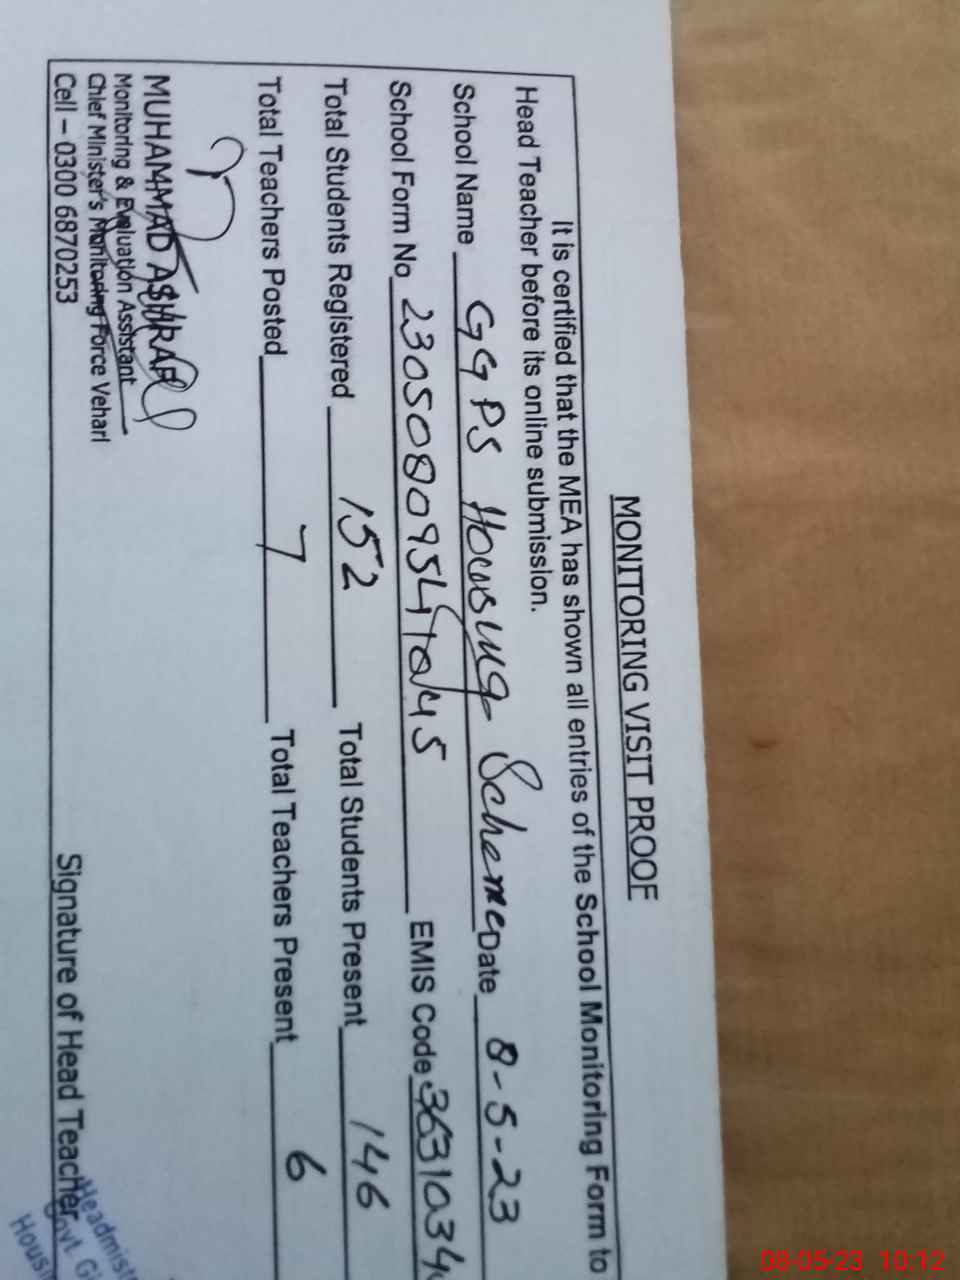 MONITORING VISIT PROOF
It is certified that the MEA has shown all entries of the School Monitoring Form to
Head Teacher before its online submission.
School Name GGPS Housing Scheme Date 8-5-23
School Form No 23050809541045 EMIS Code 3631034
Total Students Registered 152 Total Students Present 146
Total Teachers Posted 7 Total Teachers Present 6
MUHAMMAD ASHRAF
Monitoring & Evaluation Assistant
Chief Minister's Monitoring Force Vehari
Cell – 0300 6870253
Signature of Head Teacher
Headmist
Govt. Gi
Housi
08-05-23 10:12